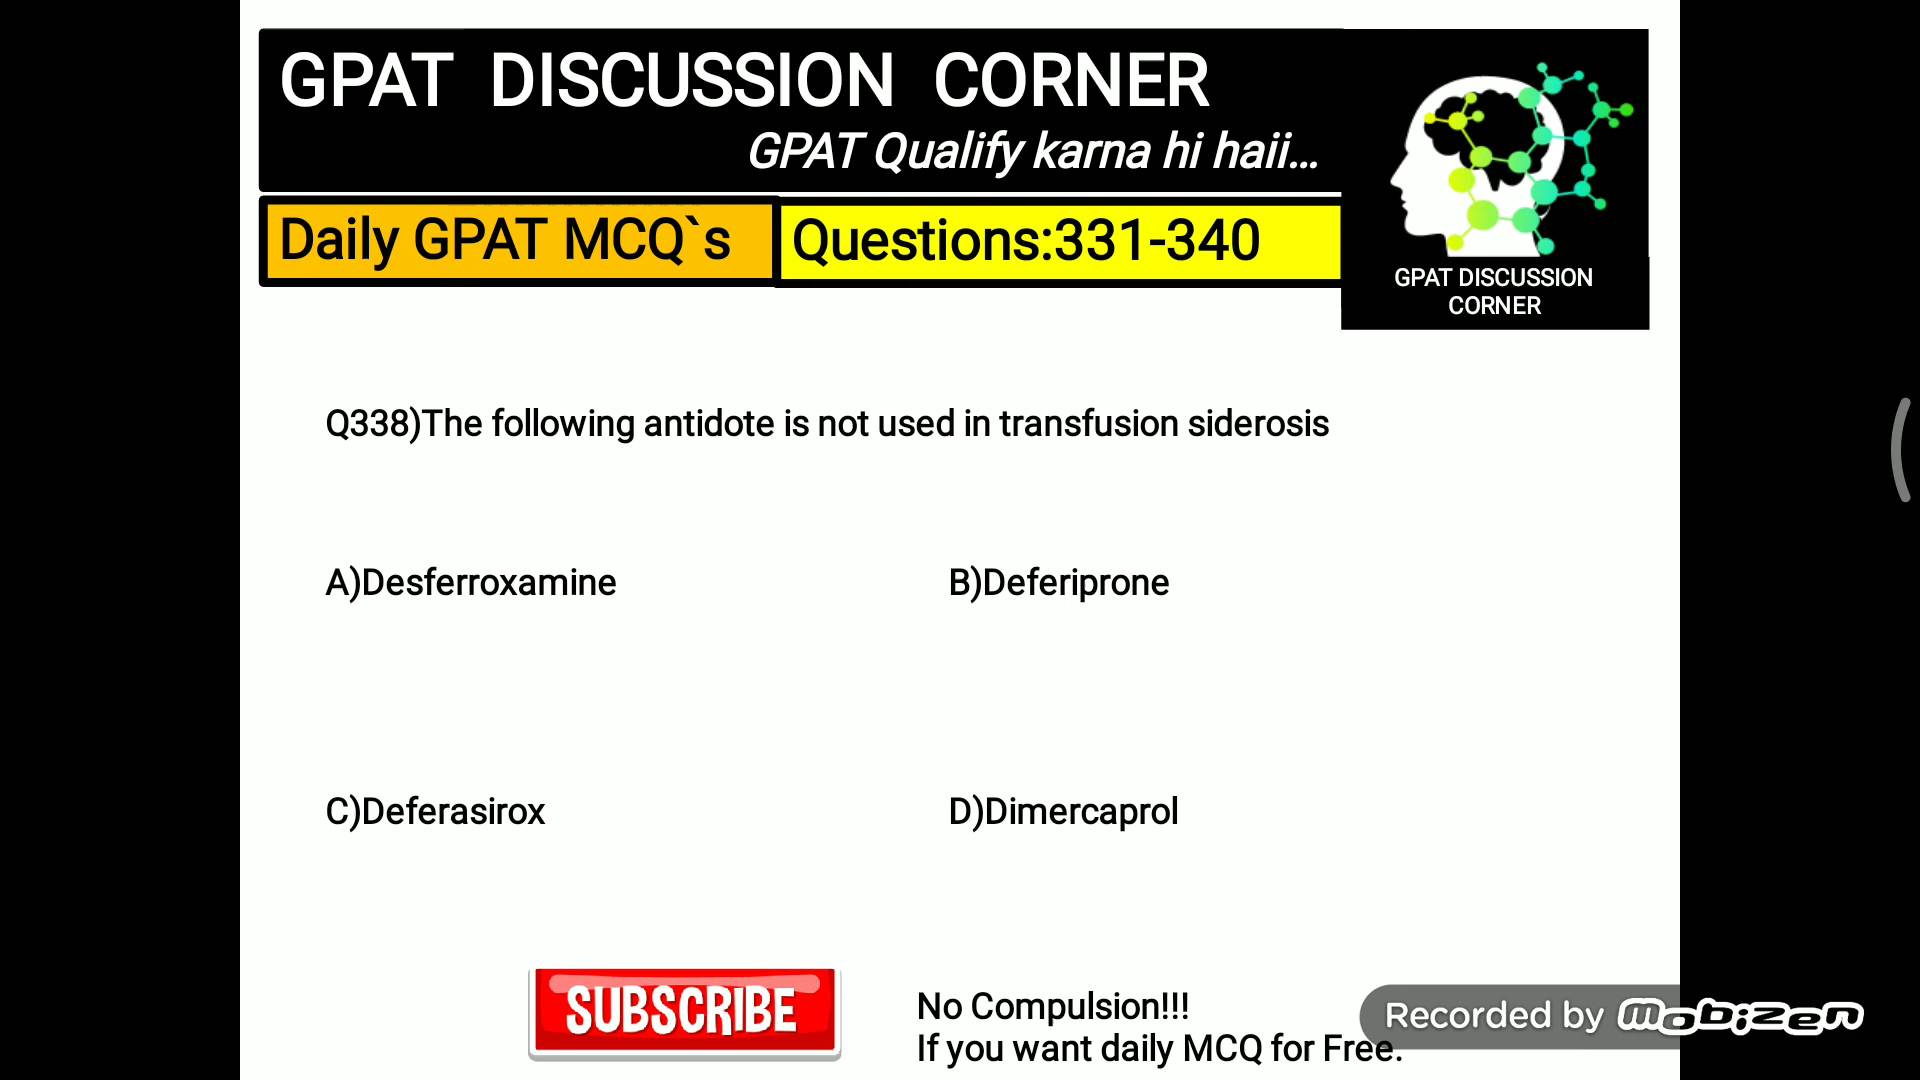 GPAT DISCUSSION CORNER
GPAT Qualify karna hi haii...
Daily GPAT MCQ`s
Questions:331-340
GPAT DISCUSSION
CORNER
Q338)The following antidote is not used in transfusion siderosis
A)Desferroxamine
B)Deferiprone
C)Deferasirox
D)Dimercaprol
SUBSCRIBE
No Compulsion!!!
If you want daily MCQ for Free.
Recorded by mobizen